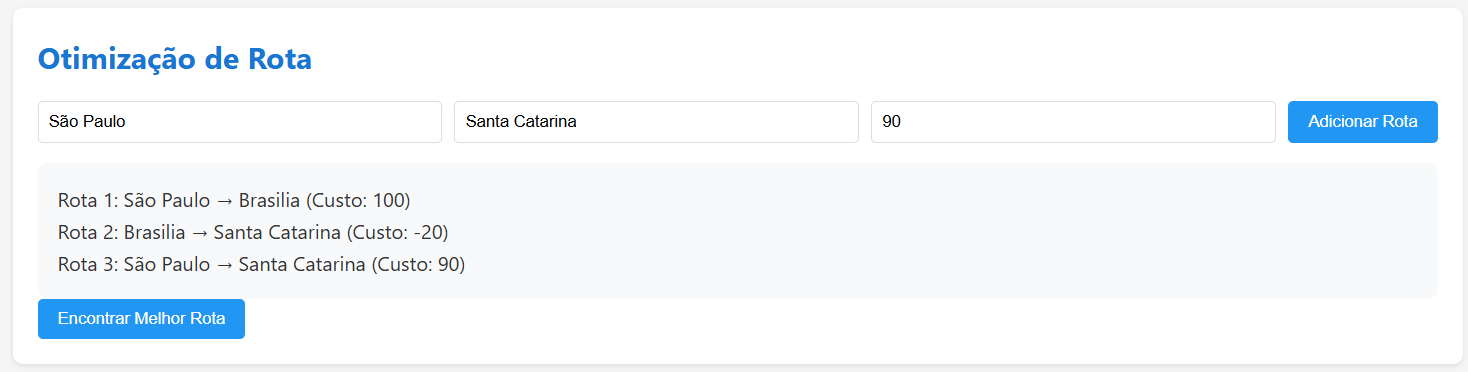 Otimização de Rota
São Paulo
Santa Catarina
90
Adicionar Rota
Rota 1: São Paulo → Brasilia (Custo: 100)
Rota 2: Brasilia → Santa Catarina (Custo: -20)
Rota 3: São Paulo → Santa Catarina (Custo: 90)
Encontrar Melhor Rota